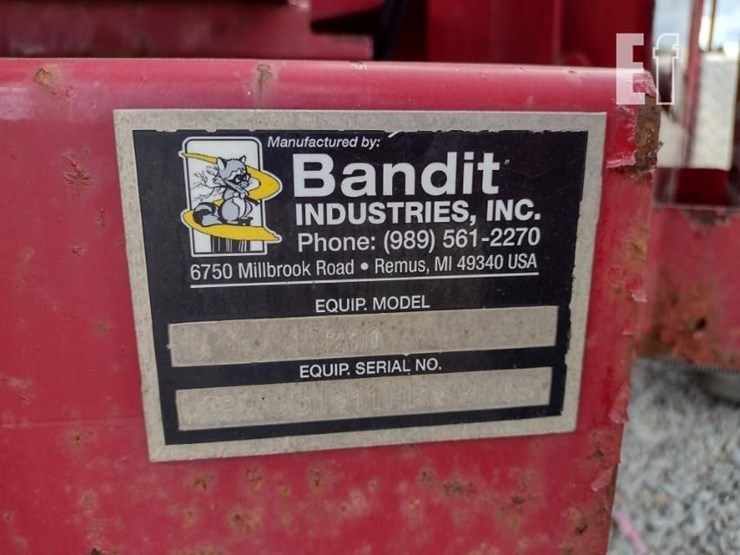 Ef
Manufactured by:
Bandit
INDUSTRIES, INC.
Phone: (989) 561-2270
6750 Millbrook Road • Remus, MI 49340 USA
EQUIP. MODEL
EQUIP. SERIAL NO.